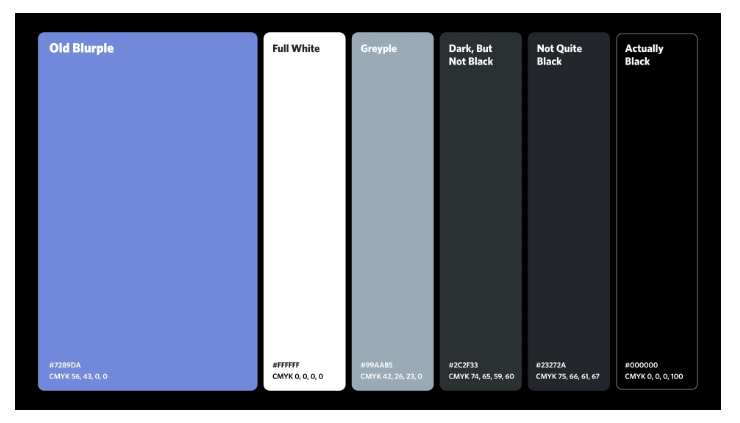 Old Blurple
#7289DA
CMYK 56, 43, 0, 0
Full White
#FFFFFF
CMYK 0, 0, 0, 0
Greyple
#99AAB5
CMYK 42, 26, 23, 0
Dark, But
Not Black
#2C2F33
CMYK 74, 65, 59, 60
Not Quite
Black
#23272A
CMYK 75, 66, 61, 67
Actually
Black
#000000
CMYK 0, 0, 0, 100